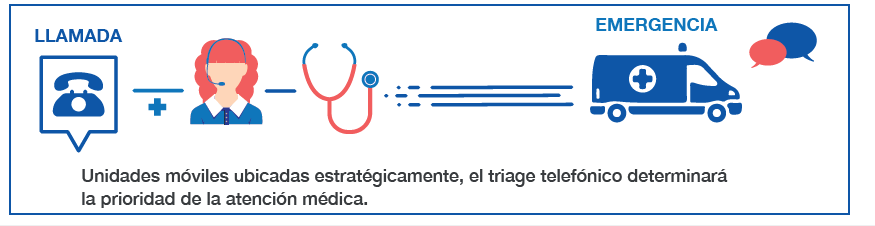 LLAMADA
EMERGENCIA
Unidades móviles ubicadas estratégicamente, el triage telefónico determinará
la prioridad de la atención médica.